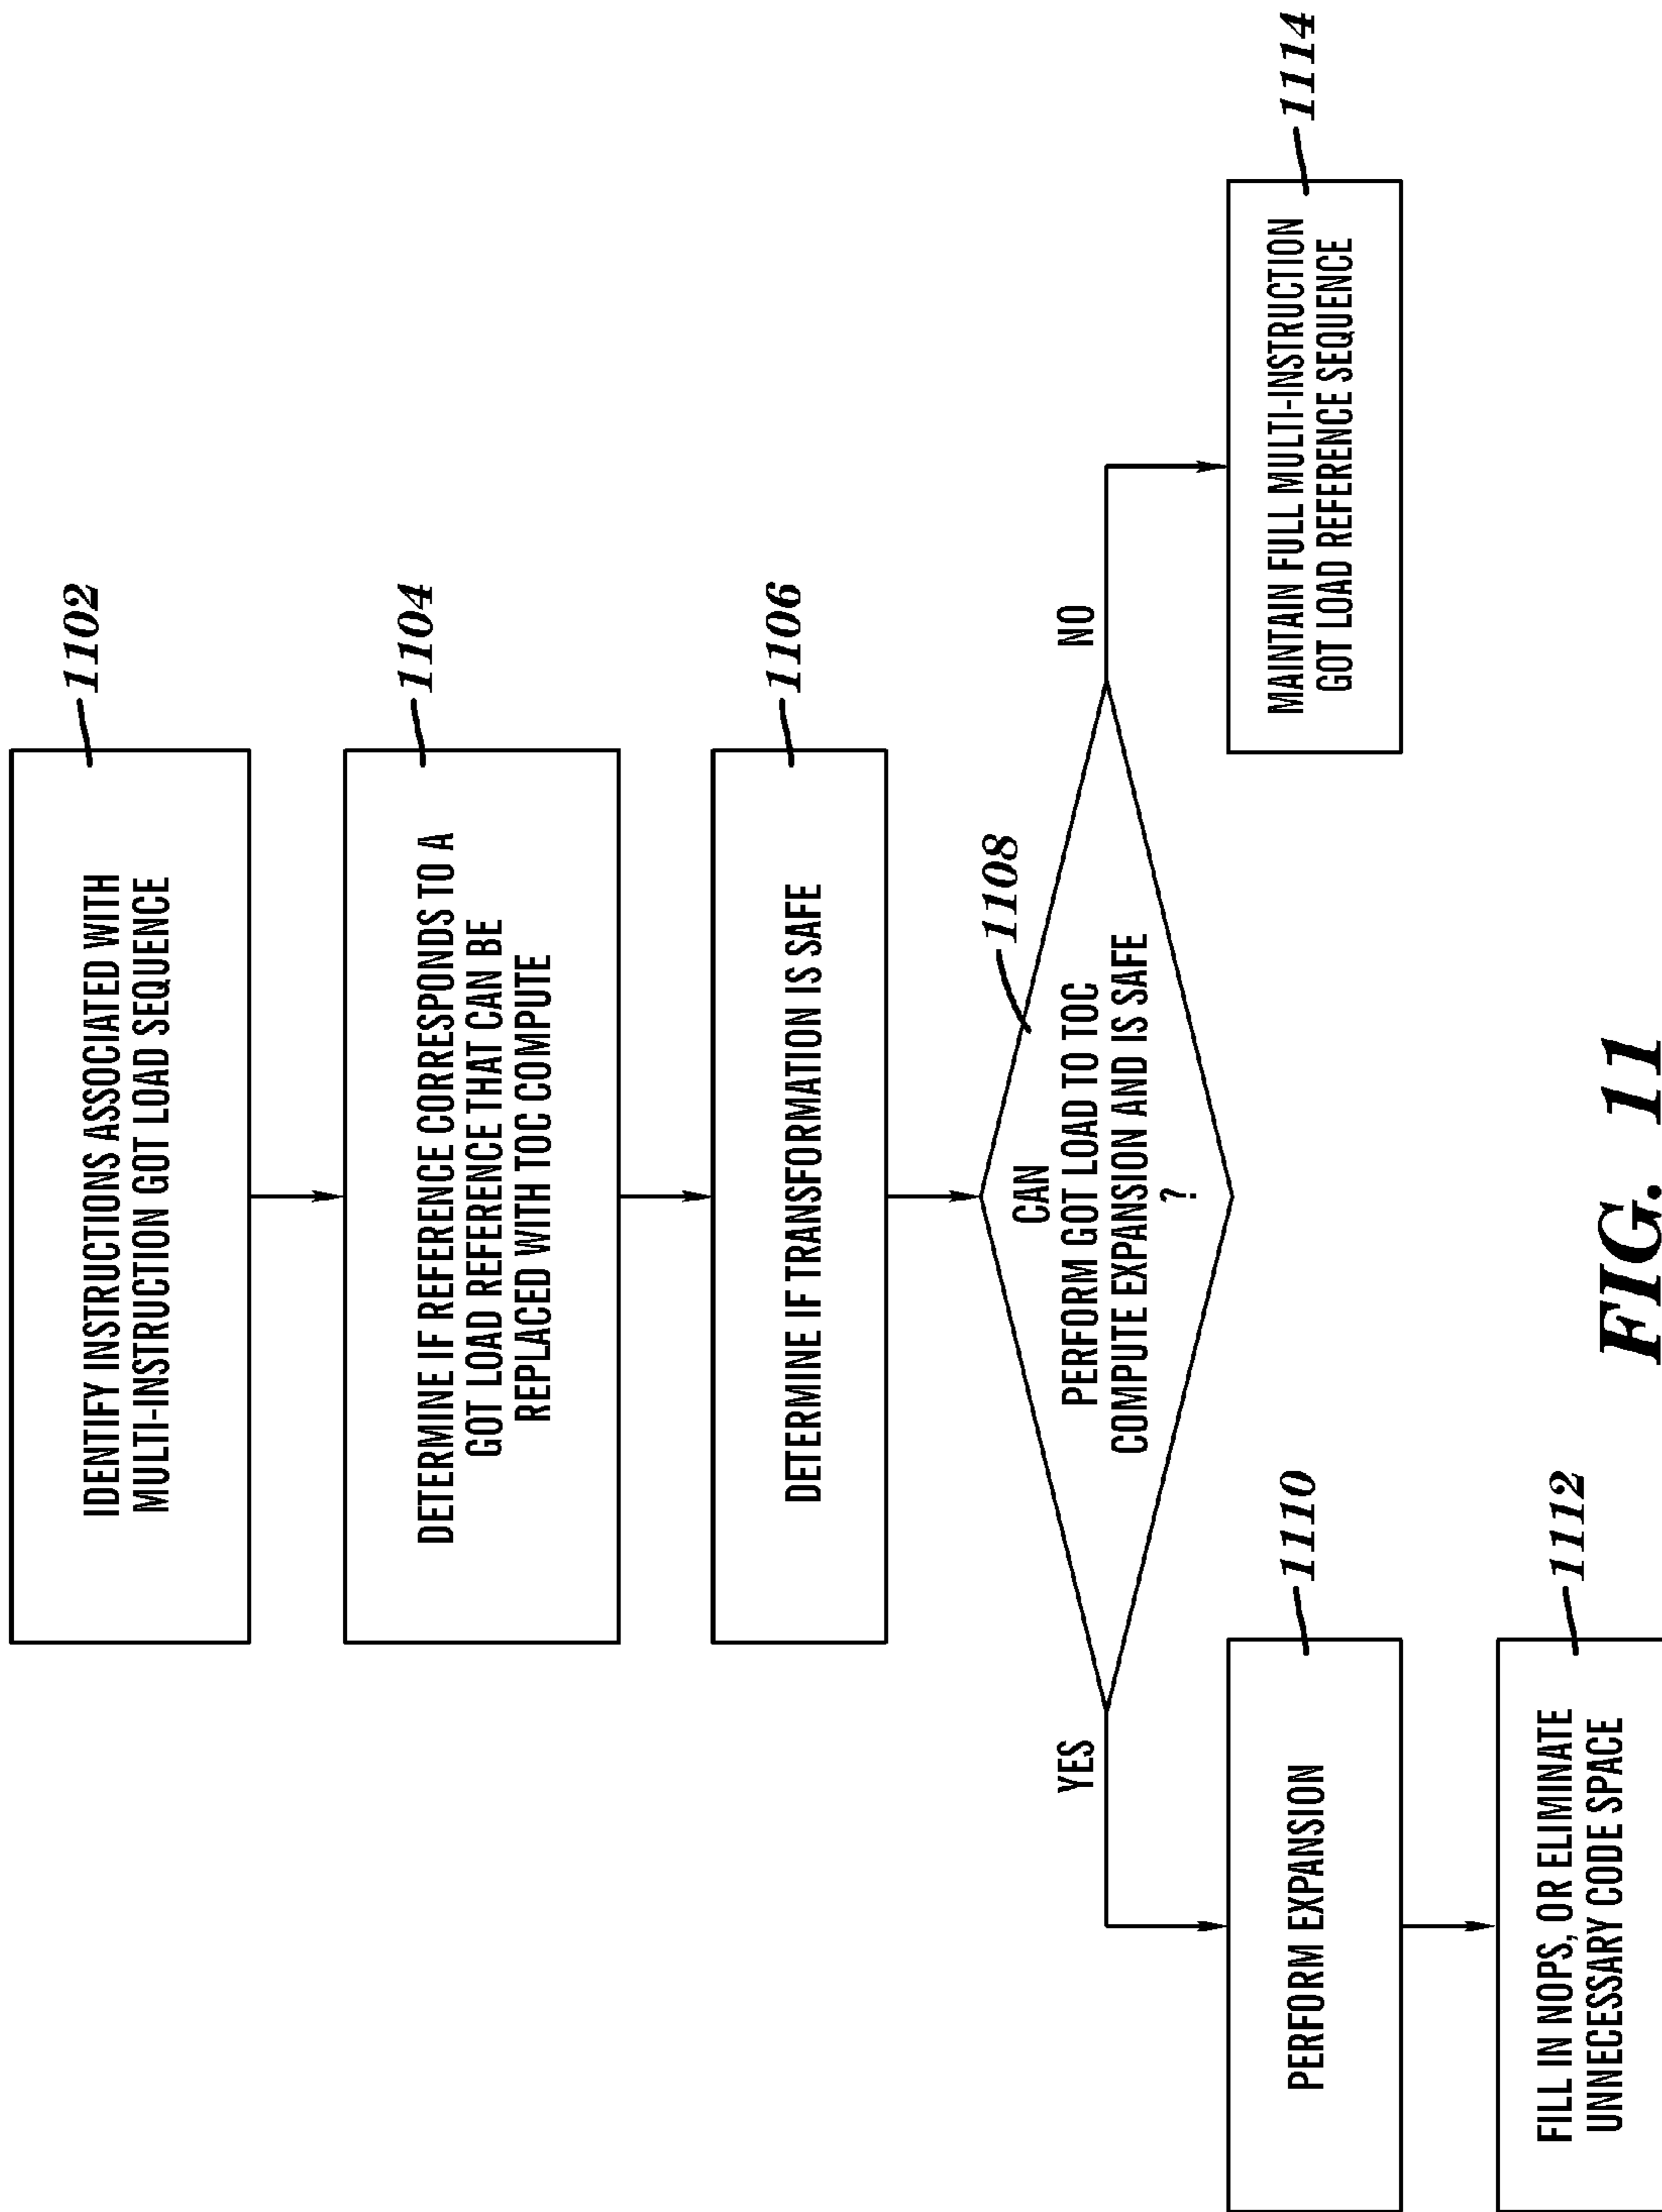 IDENTIFY INSTRUCTIONS ASSOCIATED WITH
MULTI-INSTRUCTION GOT LOAD SEQUENCE
1102
DETERMINE IF REFERENCE CORRESPONDS TO A
GOT LOAD REFERENCE THAT CAN BE
REPLACED WITH TOC COMPUTE
1104
DETERMINE IF TRANSFORMATION IS SAFE
1106
CAN
PERFORM GOT LOAD TO TOC
COMPUTE EXPANSION AND IS SAFE
?
1108
YES
NO
PERFORM EXPANSION
1110
MAINTAIN FULL MULTI-INSTRUCTION
GOT LOAD REFERENCE SEQUENCE
1114
FILL IN NOPS, OR ELIMINATE
UNNECESSARY CODE SPACE
1112
FIG. 11